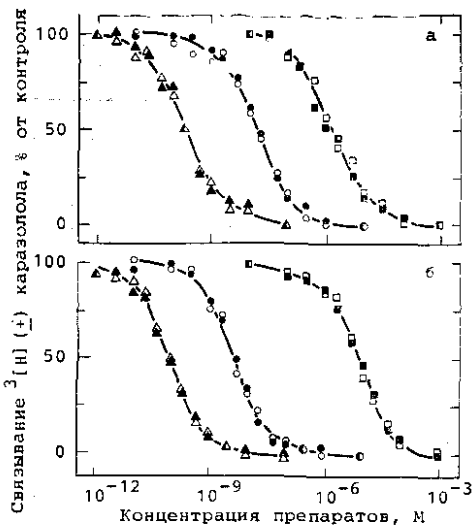 Связывание ³[H] (±) каразолола, % от контроля
а
100
50
0
б
100
50
0
10⁻¹² 10⁻⁹ 10⁻⁶ 10⁻³
Концентрация препаратов, М